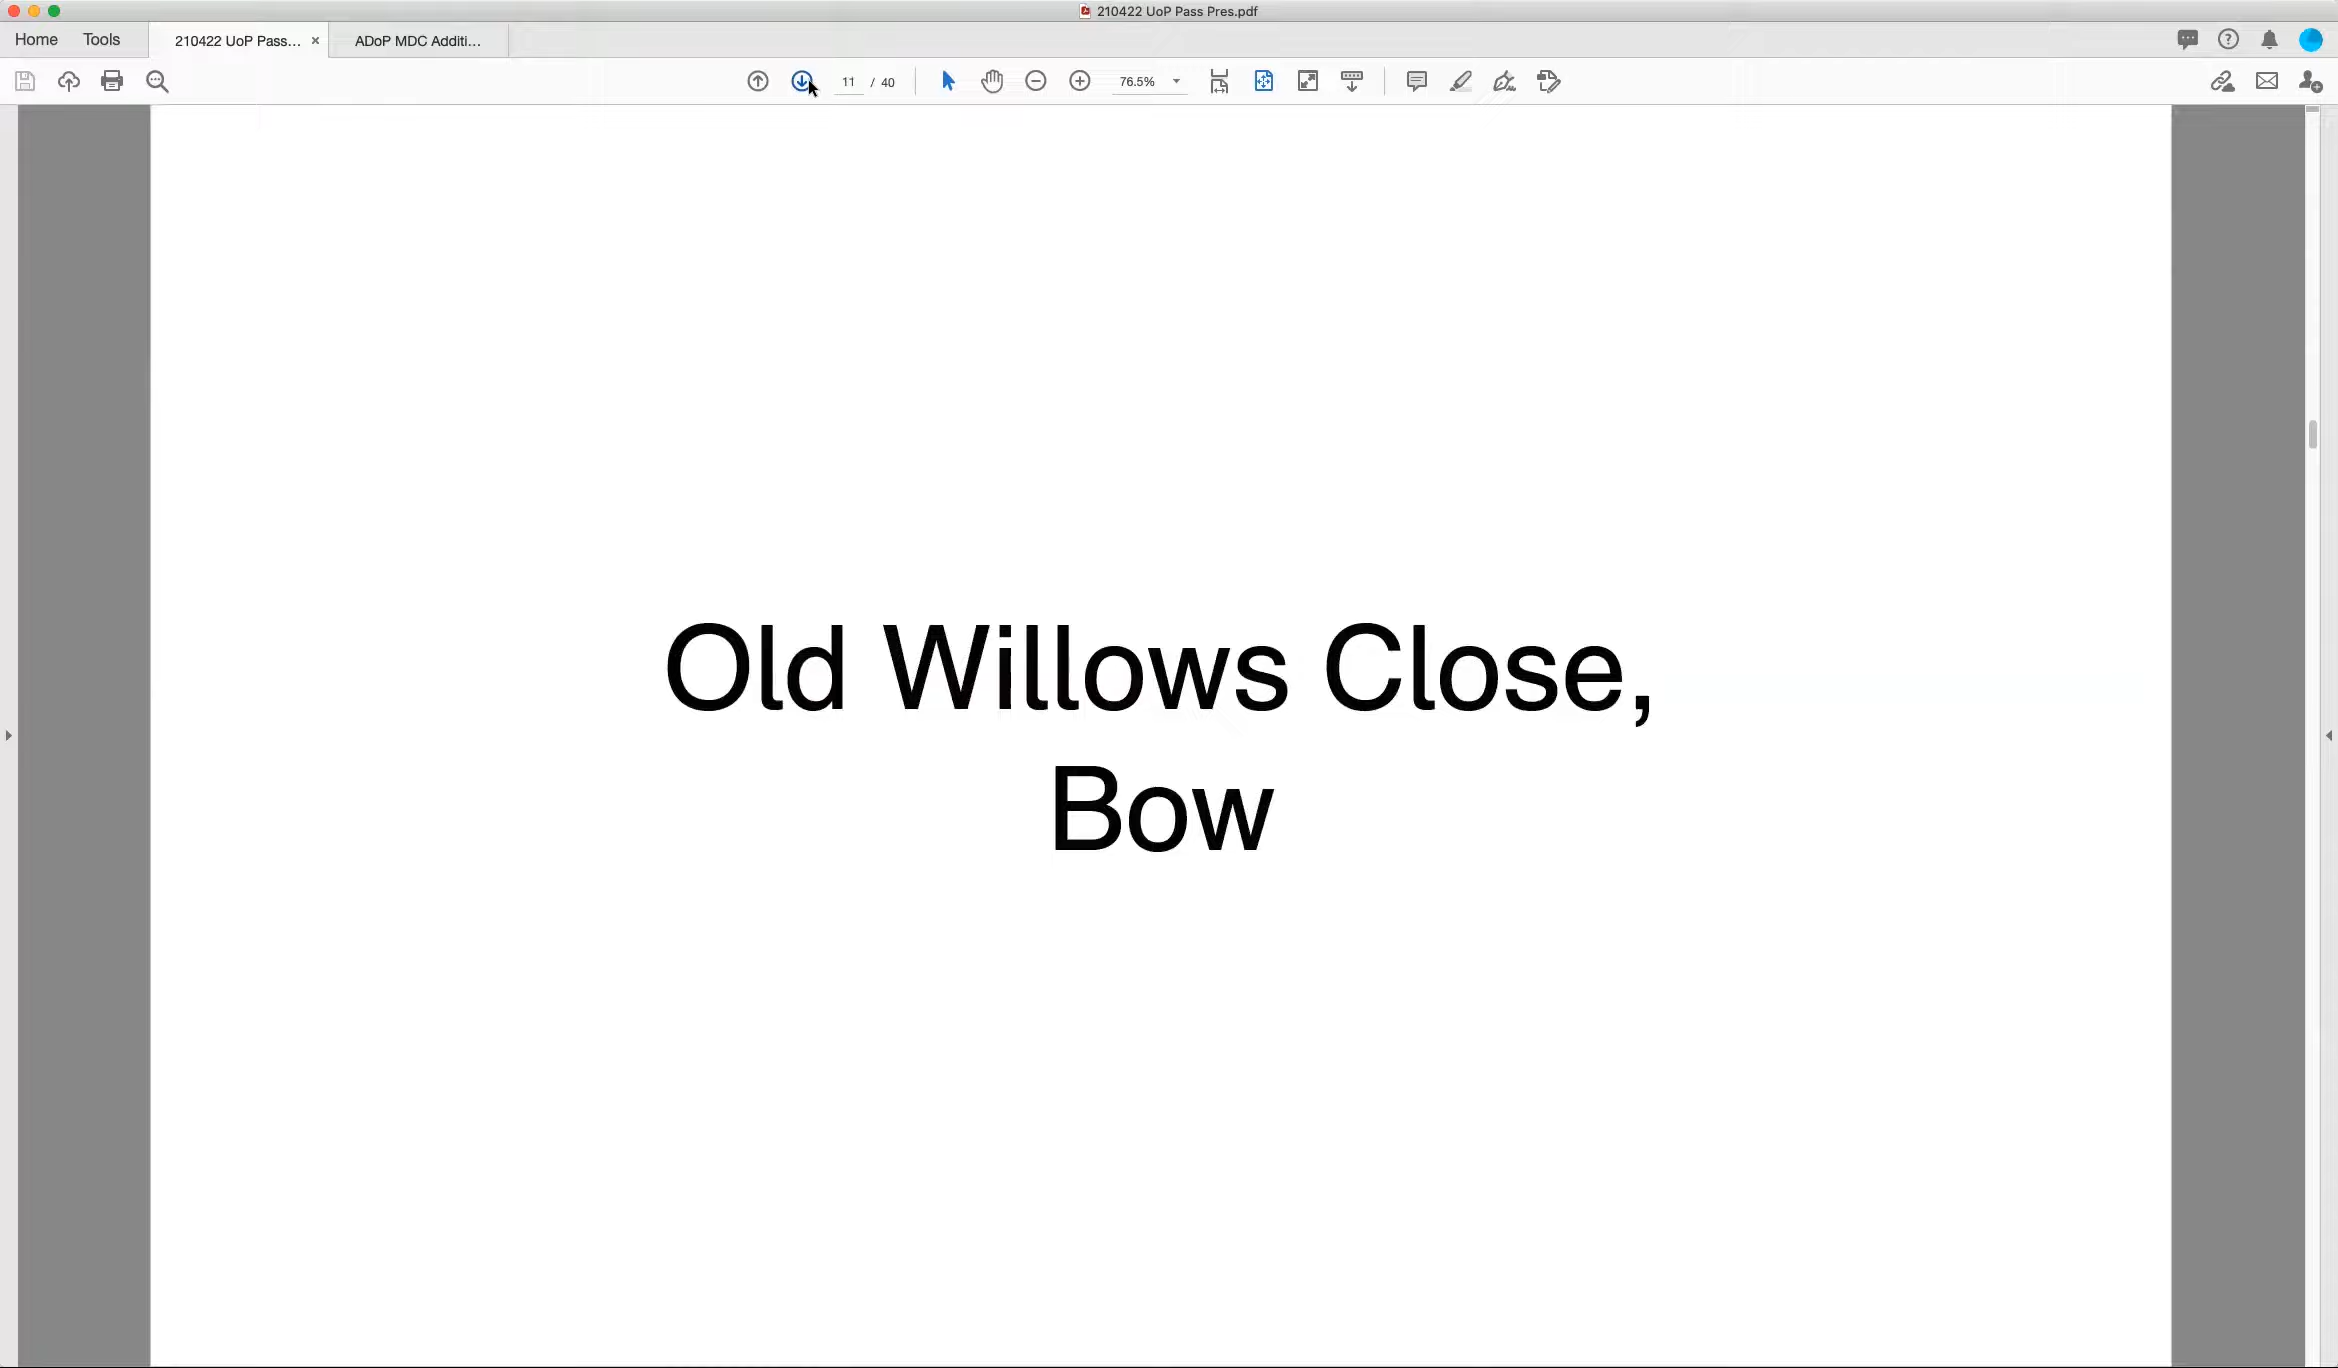 210422 UoP Pass Pres.pdf
Home Tools 210422 UoP Pass... × ADoP MDC Additi...
11 / 40 76.5%
Old Willows Close,
Bow